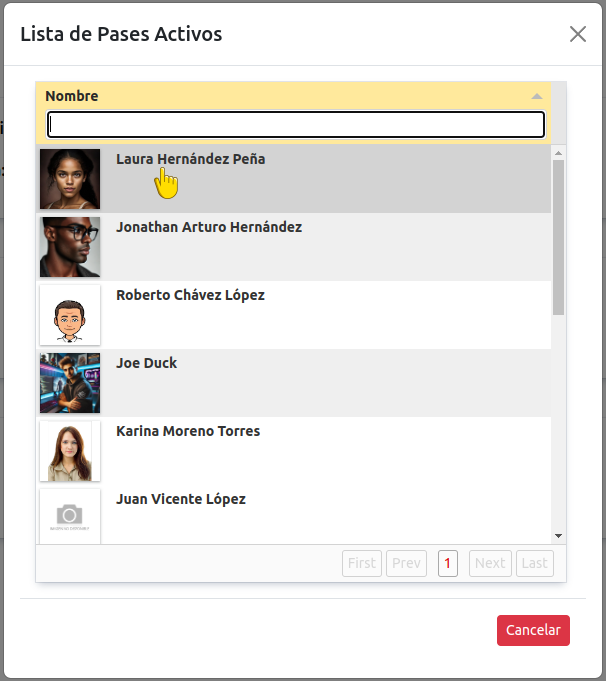 Lista de Pases Activos
Nombre
Laura Hernández Peña
Jonathan Arturo Hernández
Roberto Chávez López
Joe Duck
Karina Moreno Torres
Juan Vicente López
First Prev 1 Next Last
Cancelar